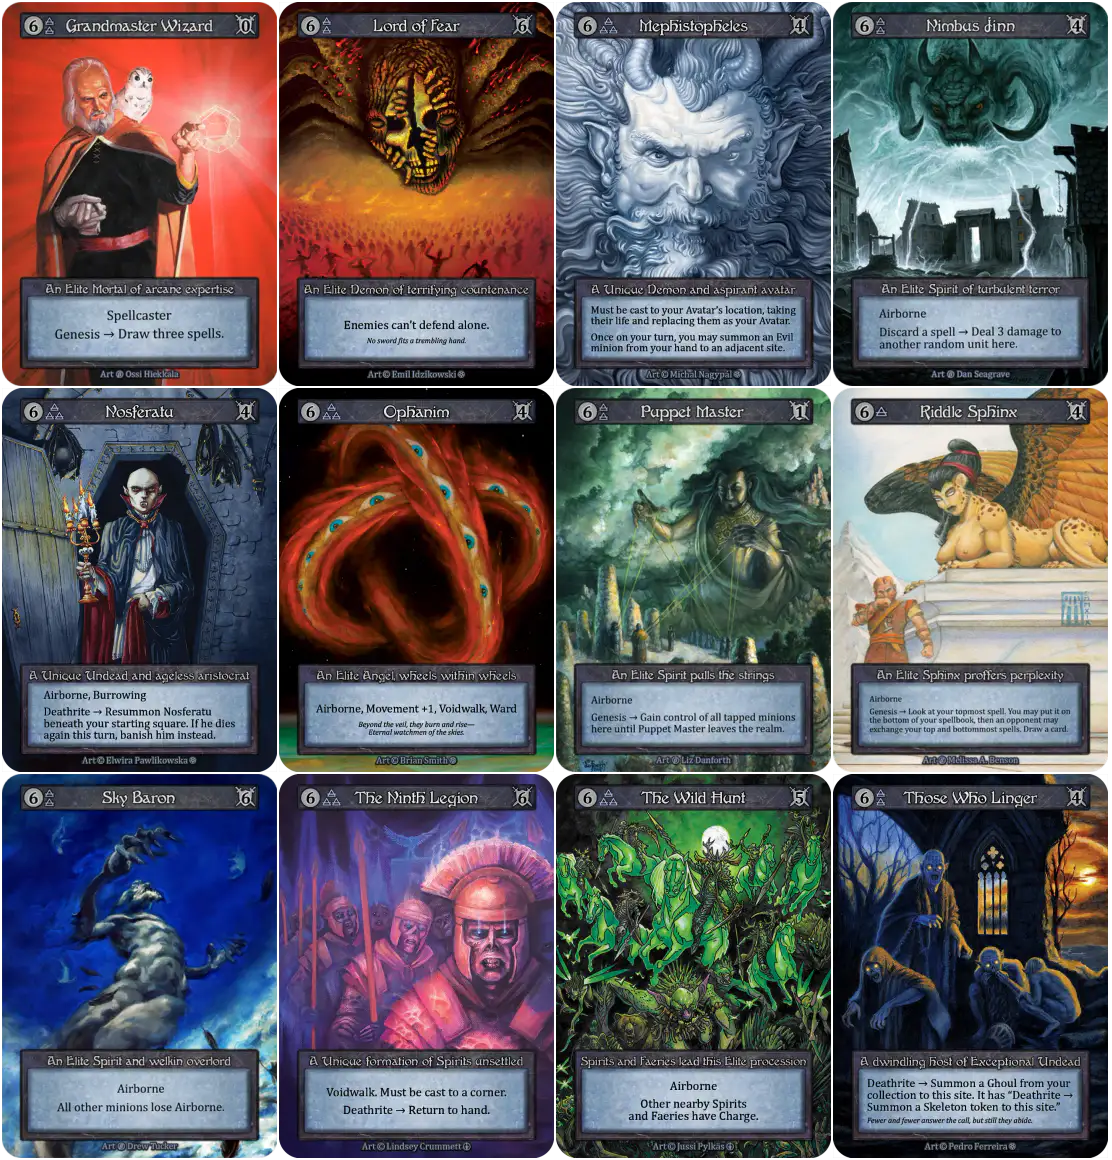 6 Grandmaster Wizard 0
An Elite Mortal of arcane expertise
Spellcaster
Genesis → Draw three spells.
Art Ossi Hiekkala
6 Lord of Fear 6
An Elite Demon of terrifying countenance
Enemies can't defend alone.
No sword fits a trembling hand.
Art © Emil Idzikowski
6 Mephistopheles 4
A Unique Demon and aspirant avatar
Must be cast to your Avatar's location, taking
their life and replacing them as your Avatar.
Once on your turn, you may summon an Evil
minion from your hand to an adjacent site.
Art © Michal Nagypál
6 Nimbus Jinn 4
An Elite Spirit of turbulent terror
Airborne
Discard a spell → Deal 3 damage to
another random unit here.
Art Dan Seagrave
6 Nosferatu 4
A Unique Undead and ageless aristocrat
Airborne, Burrowing
Deathrite → Resummon Nosferatu
beneath your starting square. If he dies
again this turn, banish him instead.
Art © Elwira Pawlikowska
6 Ophanim 4
An Elite Angel, wheels within wheels
Airborne, Movement +1, Voidwalk, Ward
Beyond the veil, they burn and rise—
Eternal watchmen of the skies.
Art © Brian Smith
6 Puppet Master 1
An Elite Spirit pulls the strings
Airborne
Genesis → Gain control of all tapped minions
here until Puppet Master leaves the realm.
Art Liz Danforth
6 Riddle Sphinx 4
An Elite Sphinx proffers perplexity
Airborne
Genesis → Look at your topmost spell. You may put it on
the bottom of your spellbook, then an opponent may
exchange your top and bottommost spells. Draw a card.
Art Melissa A. Benson
6 Sky Baron 6
An Elite Spirit and welkin overlord
Airborne
All other minions lose Airborne.
Art Drew Tucker
6 The Ninth Legion 6
A Unique formation of Spirits unsettled
Voidwalk. Must be cast to a corner.
Deathrite → Return to hand.
Art © Lindsey Crummett
6 The Wild Hunt 5
Spirits and Faeries lead this Elite procession
Airborne
Other nearby Spirits
and Faeries have Charge.
Art © Jussi Pylkäs
6 Those Who Linger 4
A dwindling host of Exceptional Undead
Deathrite → Summon a Ghoul from your
collection to this site. It has "Deathrite →
Summon a Skeleton token to this site."
Fewer and fewer answer the call, but still they abide.
Art © Pedro Ferreira